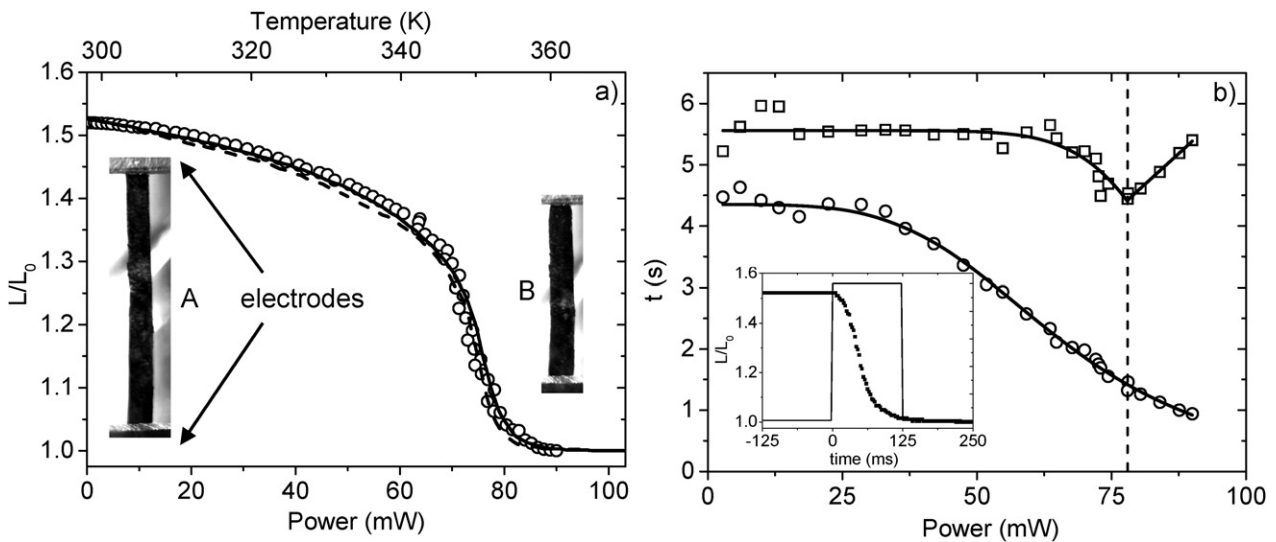 Temperature (K)
300 320 340 360
a)
1.6
1.5
1.4
1.3
1.2
1.1
1.0
L/L0
A
electrodes
B
0 20 40 60 80 100
Power (mW)
b)
6
5
4
3
2
1
0
t (s)
1.6
1.4
1.2
1.0
L/L0
-125 0 125 250
time (ms)
0 25 50 75 100
Power (mW)